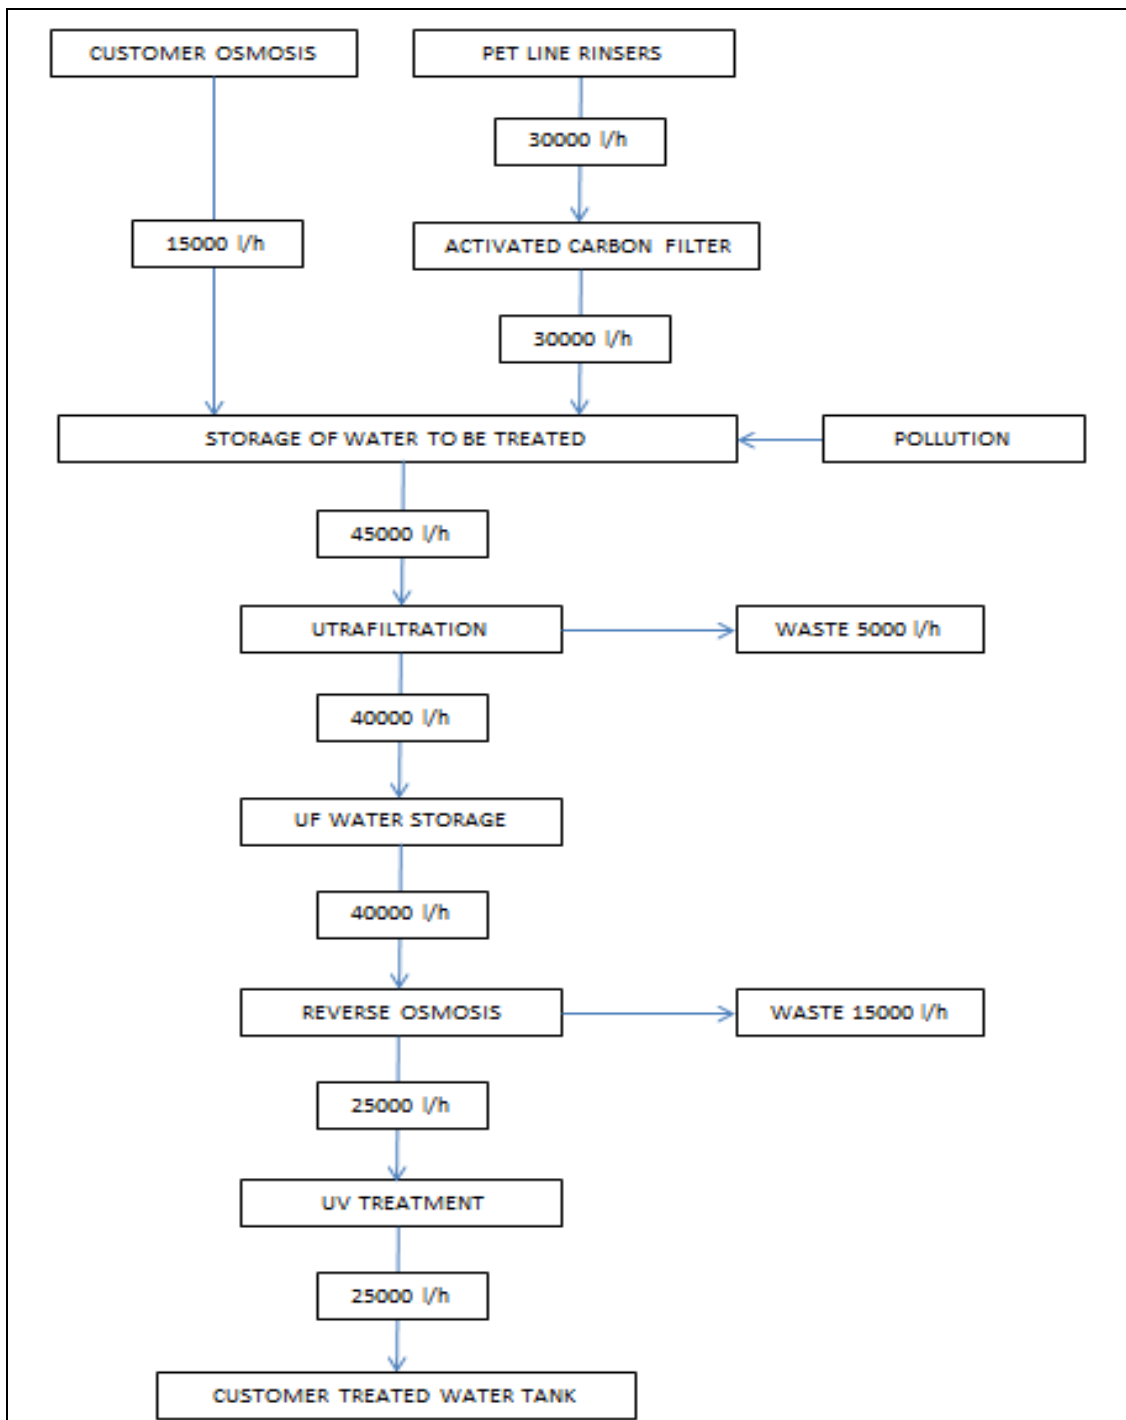 CUSTOMER OSMOSIS
PET LINE RINSERS
30000 l/h
15000 l/h
ACTIVATED CARBON FILTER
30000 l/h
STORAGE OF WATER TO BE TREATED
POLLUTION
45000 l/h
UTRAFILTRATION
WASTE 5000 l/h
40000 l/h
UF WATER STORAGE
40000 l/h
REVERSE OSMOSIS
WASTE 15000 l/h
25000 l/h
UV TREATMENT
25000 l/h
CUSTOMER TREATED WATER TANK